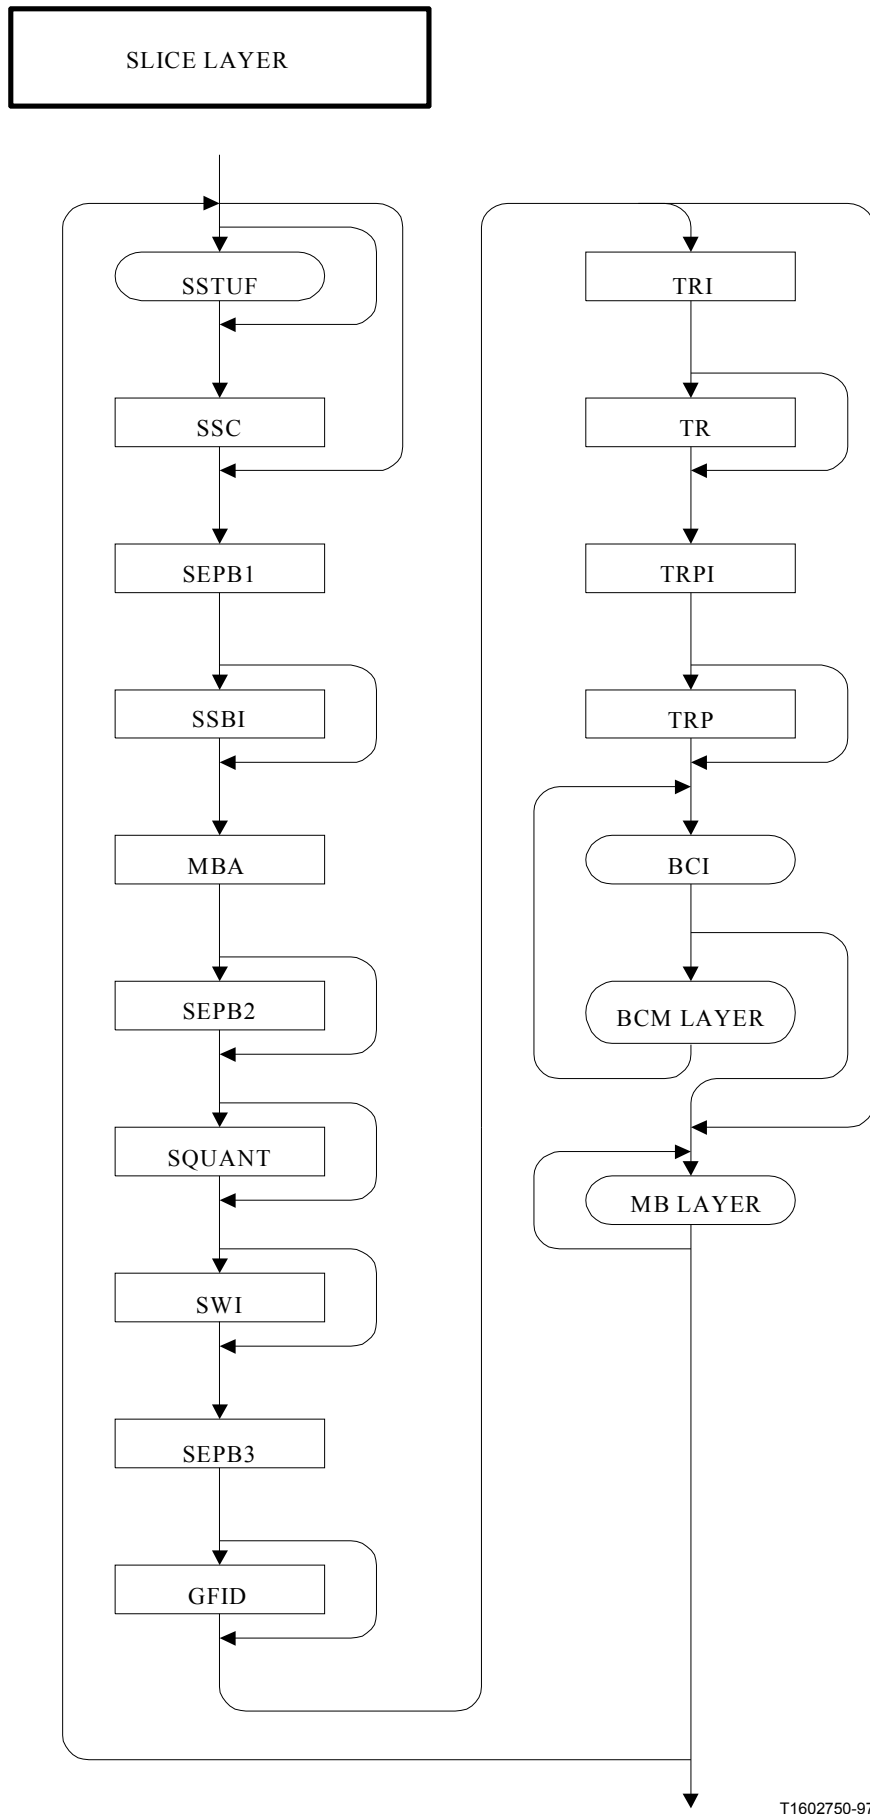 SLICE LAYER
SSTUF
SSC
SEPB1
SSBI
MBA
SEPB2
SQUANT
SWI
SEPB3
GFID
TRI
TR
TRPI
TRP
BCI
BCM LAYER
MB LAYER
T1602750-97